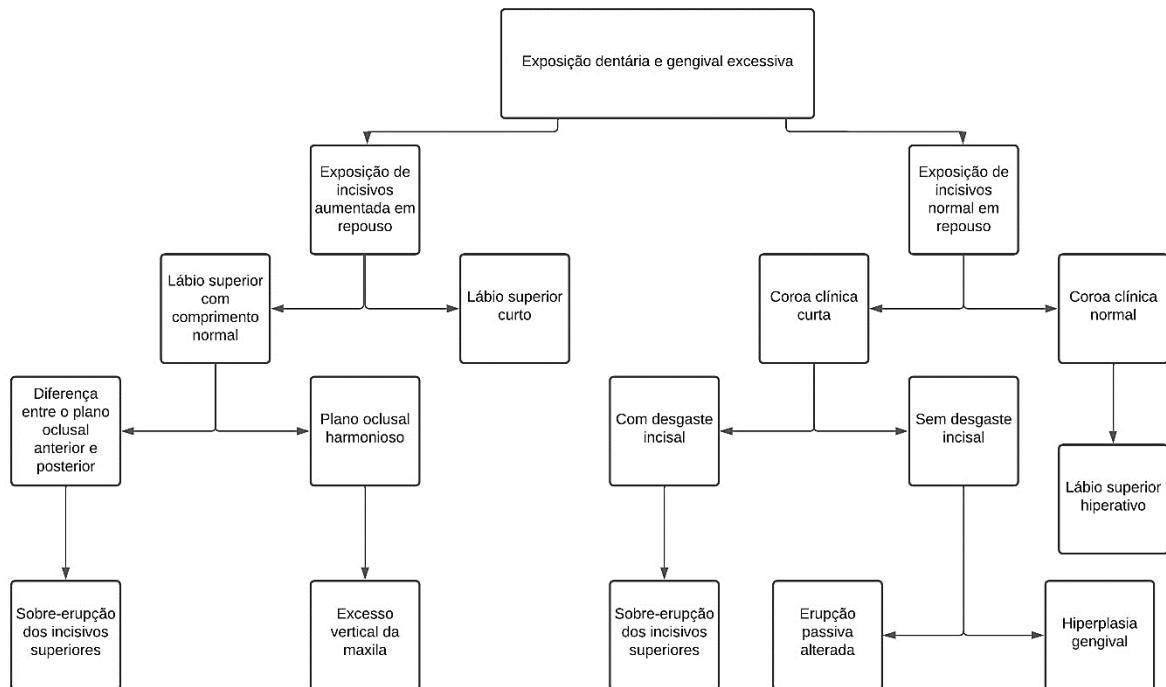 Exposição dentária e gengival excessiva
Exposição de
incisivos
aumentada em
repouso
Exposição de
incisivos
normal em
repouso
Lábio superior
com
comprimento
normal
Lábio superior
curto
Coroa clínica
curta
Coroa clínica
normal
Diferença
entre o plano
oclusal
anterior e
posterior
Plano oclusal
harmonioso
Com desgaste
incisal
Sem desgaste
incisal
Lábio superior
hiperativo
Sobre-erupção
dos incisivos
superiores
Excesso
vertical da
maxila
Sobre-erupção
dos incisivos
superiores
Erupção
passiva
alterada
Hiperplasia
gengival